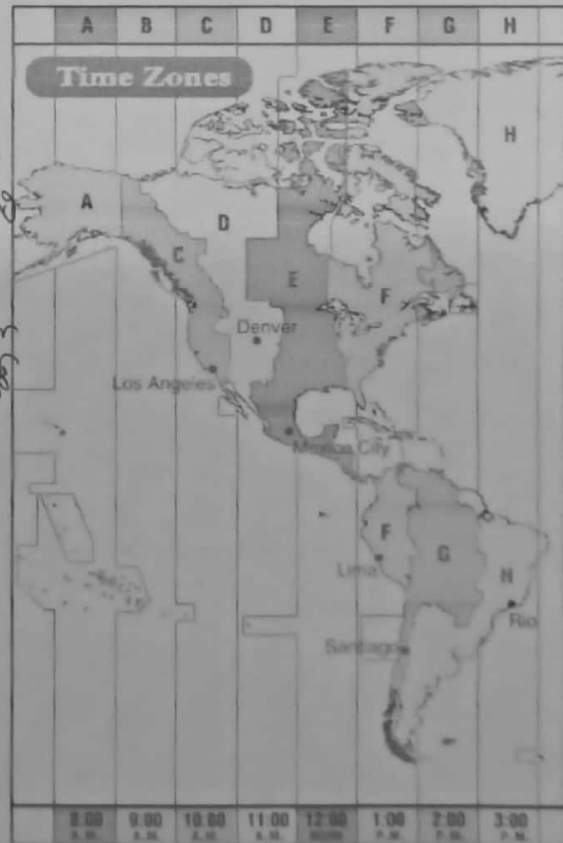 A B C D E F G H
Time Zones
H
A
D
C
E
F
Denver
Los Angeles
Mexico City
F
G
H
Lima
Rio
Santiago
8:00 9:00 10:00 11:00 12:00 1:00 2:00 3:00
A.M. A.M. A.M. A.M. NOON P.M. P.M. P.M.